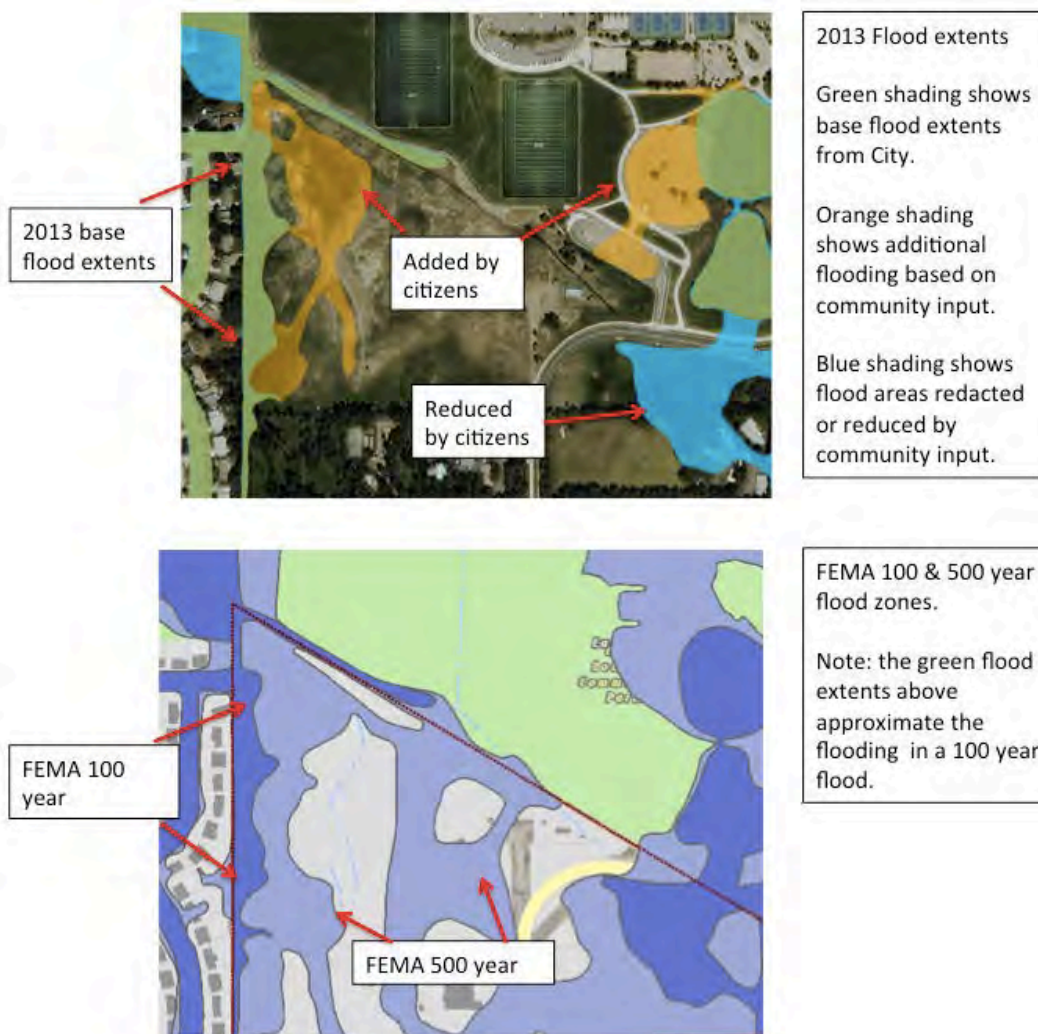 2013 Flood extents
Green shading shows
base flood extents
from City.
Orange shading
shows additional
flooding based on
community input.
Blue shading shows
flood areas redacted
or reduced by
community input.
2013 base
flood extents
Added by
citizens
Reduced
by citizens
FEMA 100 & 500 year
flood zones.
Note: the green flood
extents above
approximate the
flooding in a 100 year
flood.
FEMA 100
year
FEMA 500 year